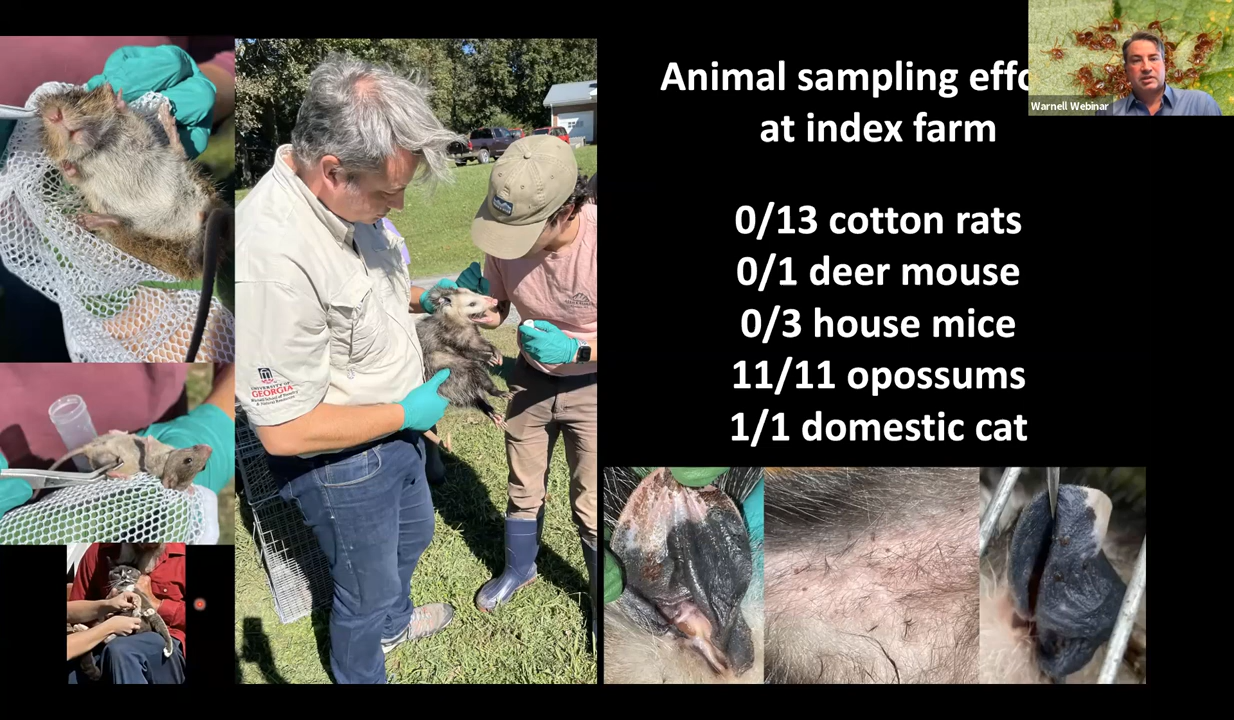 Animal sampling effo
at index farm
Warnell Webinar
0/13 cotton rats
0/1 deer mouse
0/3 house mice
11/11 opossums
1/1 domestic cat
UNIVERSITY OF
GEORGIA